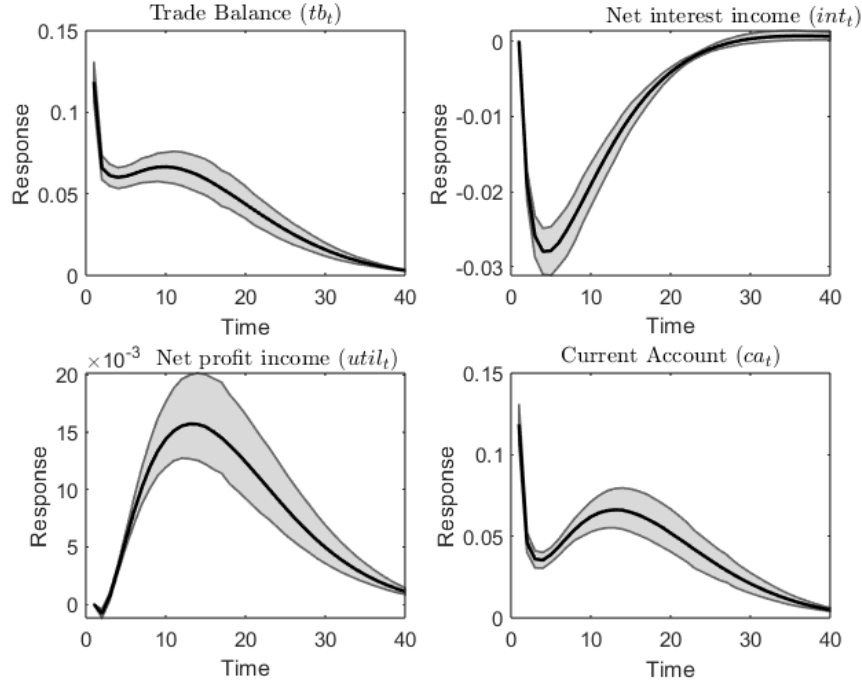 Trade Balance (tb_t)
0.15
0.1
0.05
0
Response
0 10 20 30 40
Time
Net interest income (int_t)
0
-0.01
-0.02
-0.03
Response
0 10 20 30 40
Time
×10^-3 Net profit income (util_t)
20
15
10
5
0
Response
0 10 20 30 40
Time
Current Account (ca_t)
0.15
0.1
0.05
0
Response
0 10 20 30 40
Time